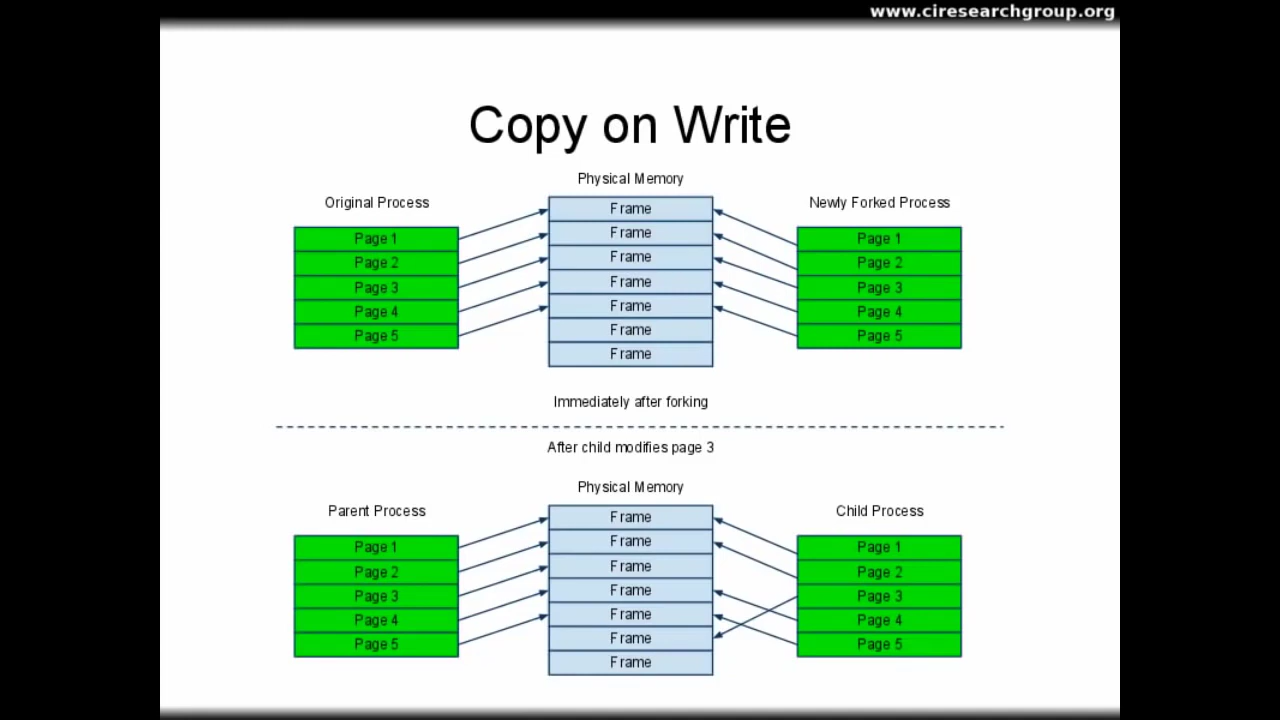 www.ciresearchgroup.org
Copy on Write
Physical Memory
Original Process
Newly Forked Process
Page 1
Page 2
Page 3
Page 4
Page 5
Frame
Frame
Frame
Frame
Frame
Frame
Frame
Page 1
Page 2
Page 3
Page 4
Page 5
Immediately after forking
After child modifies page 3
Physical Memory
Parent Process
Child Process
Page 1
Page 2
Page 3
Page 4
Page 5
Frame
Frame
Frame
Frame
Frame
Frame
Frame
Page 1
Page 2
Page 3
Page 4
Page 5